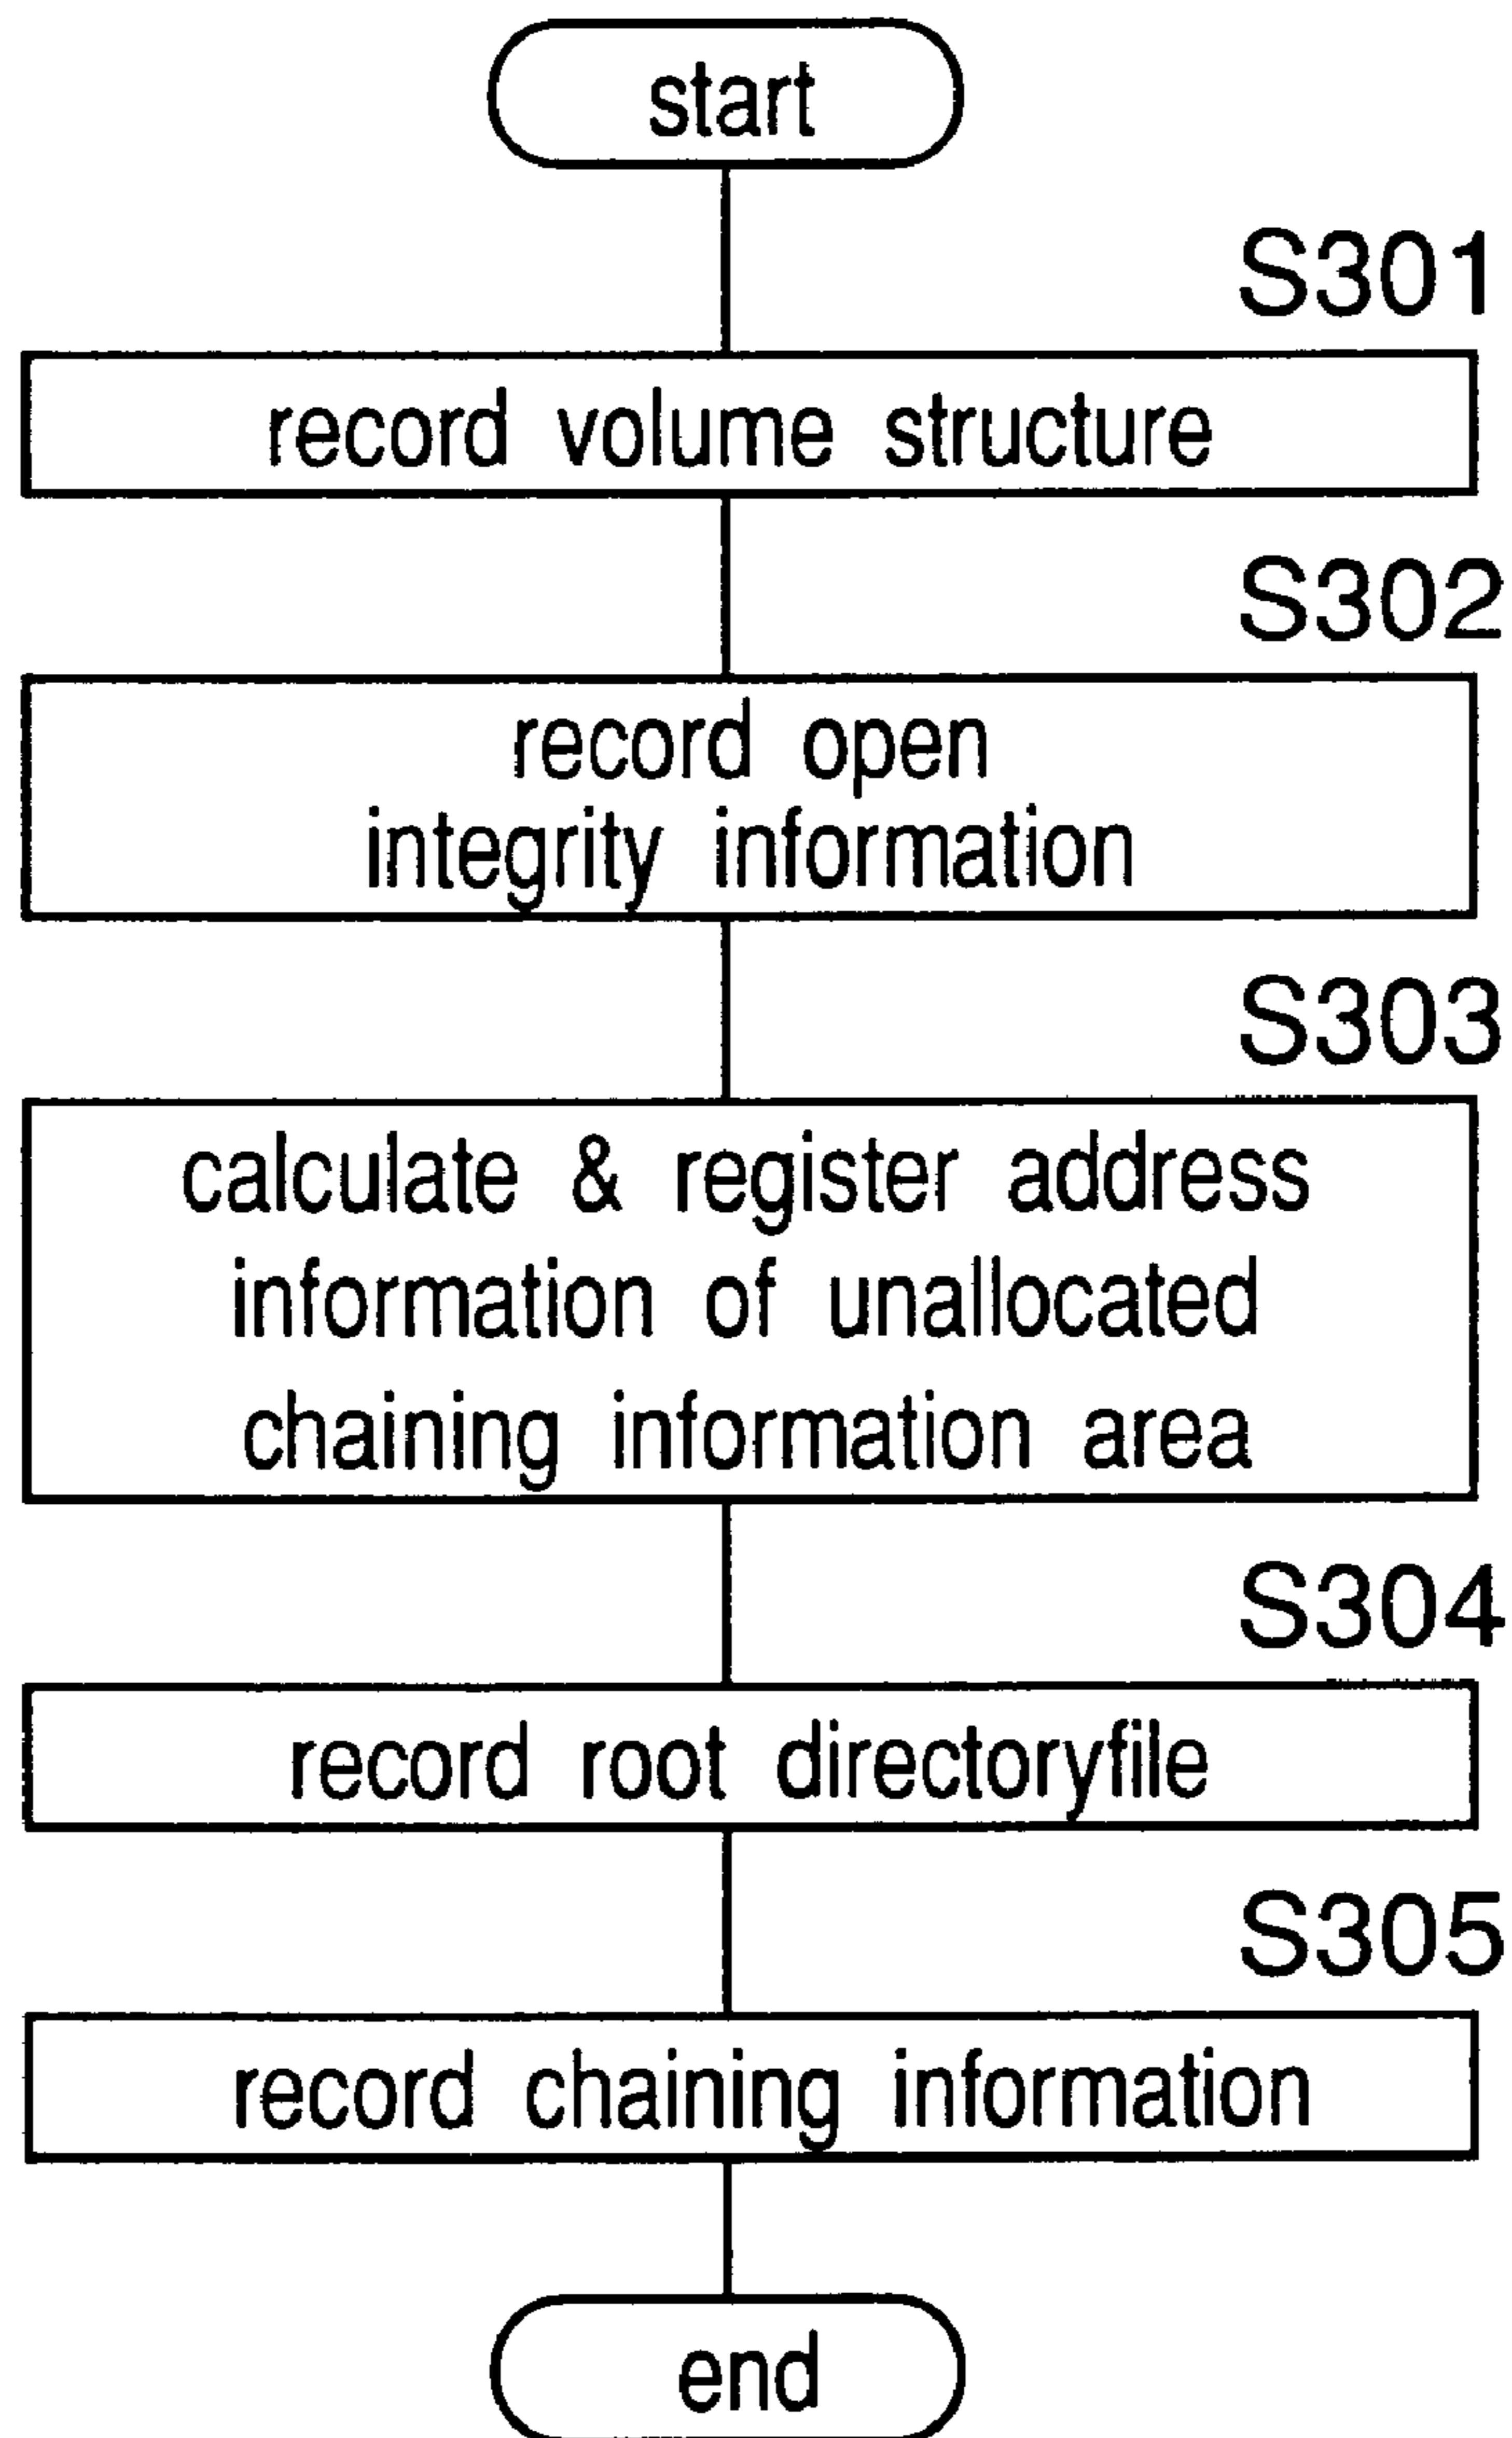 start
S301
record volume structure
S302
record open
integrity information
S303
calculate & register address
information of unallocated
chaining information area
S304
record root directoryfile
S305
record chaining information
end